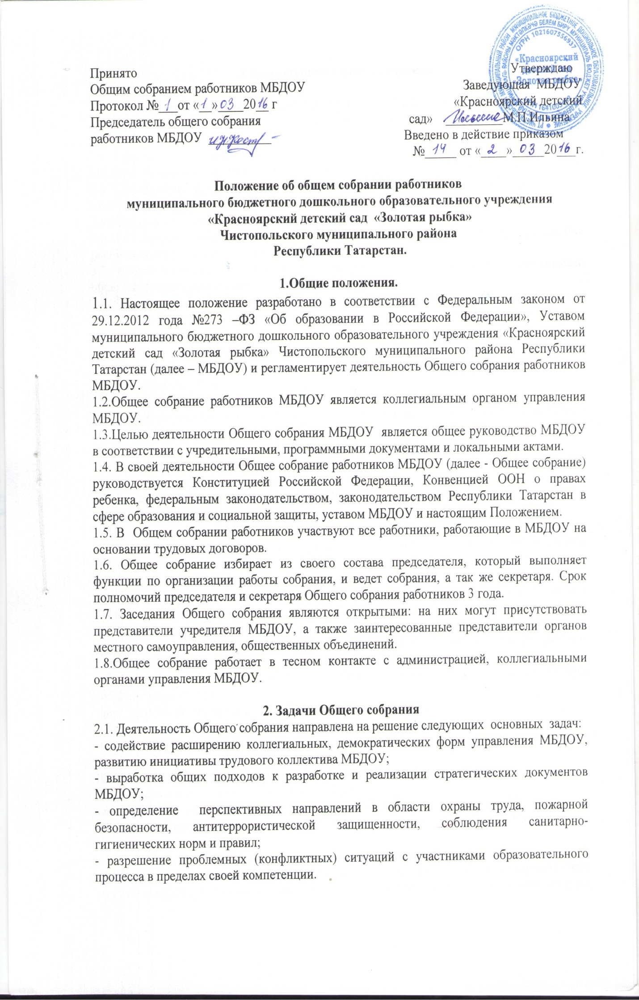 Принято
Общим собранием работников МБДОУ
Протокол № 1 от «1» 03 2016 г
Председатель общего собрания
работников МБДОУ
Утверждаю
Заведующая МБДОУ
«Красноярский детский
сад» М.П.Ильина
Введено в действие приказом
№ 14 от «2» 03 2016 г.
ОГРН 1021607556937
«Красноярский
детский сад
«Золотая рыбка»
Положение об общем собрании работников
муниципального бюджетного дошкольного образовательного учреждения
«Красноярский детский сад «Золотая рыбка»
Чистопольского муниципального района
Республики Татарстан.
1.Общие положения.
1.1. Настоящее положение разработано в соответствии с Федеральным законом от
29.12.2012 года №273 –ФЗ «Об образовании в Российской Федерации», Уставом
муниципального бюджетного дошкольного образовательного учреждения «Красноярский
детский сад «Золотая рыбка» Чистопольского муниципального района Республики
Татарстан (далее – МБДОУ) и регламентирует деятельность Общего собрания работников
МБДОУ.
1.2.Общее собрание работников МБДОУ является коллегиальным органом управления
МБДОУ.
1.3.Целью деятельности Общего собрания МБДОУ является общее руководство МБДОУ
в соответствии с учредительными, программными документами и локальными актами.
1.4. В своей деятельности Общее собрание работников МБДОУ (далее - Общее собрание)
руководствуется Конституцией Российской Федерации, Конвенцией ООН о правах
ребенка, федеральным законодательством, законодательством Республики Татарстан в
сфере образования и социальной защиты, уставом МБДОУ и настоящим Положением.
1.5. В Общем собрании работников участвуют все работники, работающие в МБДОУ на
основании трудовых договоров.
1.6. Общее собрание избирает из своего состава председателя, который выполняет
функции по организации работы собрания, и ведет собрания, а так же секретаря. Срок
полномочий председателя и секретаря Общего собрания работников 3 года.
1.7. Заседания Общего собрания являются открытыми: на них могут присутствовать
представители учредителя МБДОУ, а также заинтересованные представители органов
местного самоуправления, общественных объединений.
1.8.Общее собрание работает в тесном контакте с администрацией, коллегиальными
органами управления МБДОУ.
2. Задачи Общего собрания
2.1. Деятельность Общего собрания направлена на решение следующих основных задач:
- содействие расширению коллегиальных, демократических форм управления МБДОУ,
развитию инициативы трудового коллектива МБДОУ;
- выработка общих подходов к разработке и реализации стратегических документов
МБДОУ;
- определение перспективных направлений в области охраны труда, пожарной
безопасности, антитеррористической защищенности, соблюдения санитарно-
гигиенических норм и правил;
- разрешение проблемных (конфликтных) ситуаций с участниками образовательного
процесса в пределах своей компетенции.